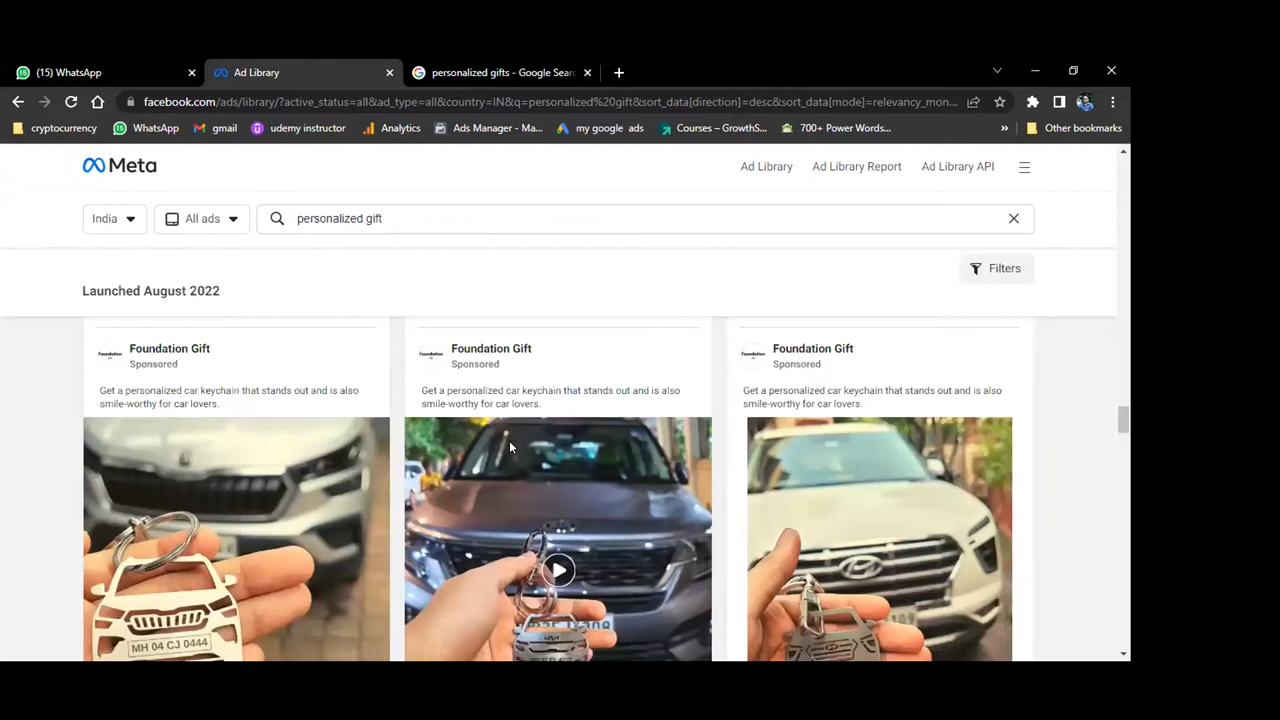 (15) WhatsApp
Ad Library
personalized gifts - Google Sear
facebook.com/ads/library/?active_status=all&ad_type=all&country=IN&q=personalized%20gift&sort_data[direction]=desc&sort_data[mode]=relevancy_mon...
cryptocurrency
WhatsApp
gmail
udemy instructor
Analytics
Ads Manager - Ma...
my google ads
Courses – GrowthS...
700+ Power Words...
»
Other bookmarks
Meta
Ad Library
Ad Library Report
Ad Library API
India
All ads
personalized gift
Filters
Launched August 2022
Foundation Gift
Sponsored
Get a personalized car keychain that stands out and is also
smile-worthy for car lovers.
MH 04 CJ 0444
Foundation Gift
Sponsored
Get a personalized car keychain that stands out and is also
smile-worthy for car lovers.
Foundation Gift
Sponsored
Get a personalized car keychain that stands out and is also
smile-worthy for car lovers.